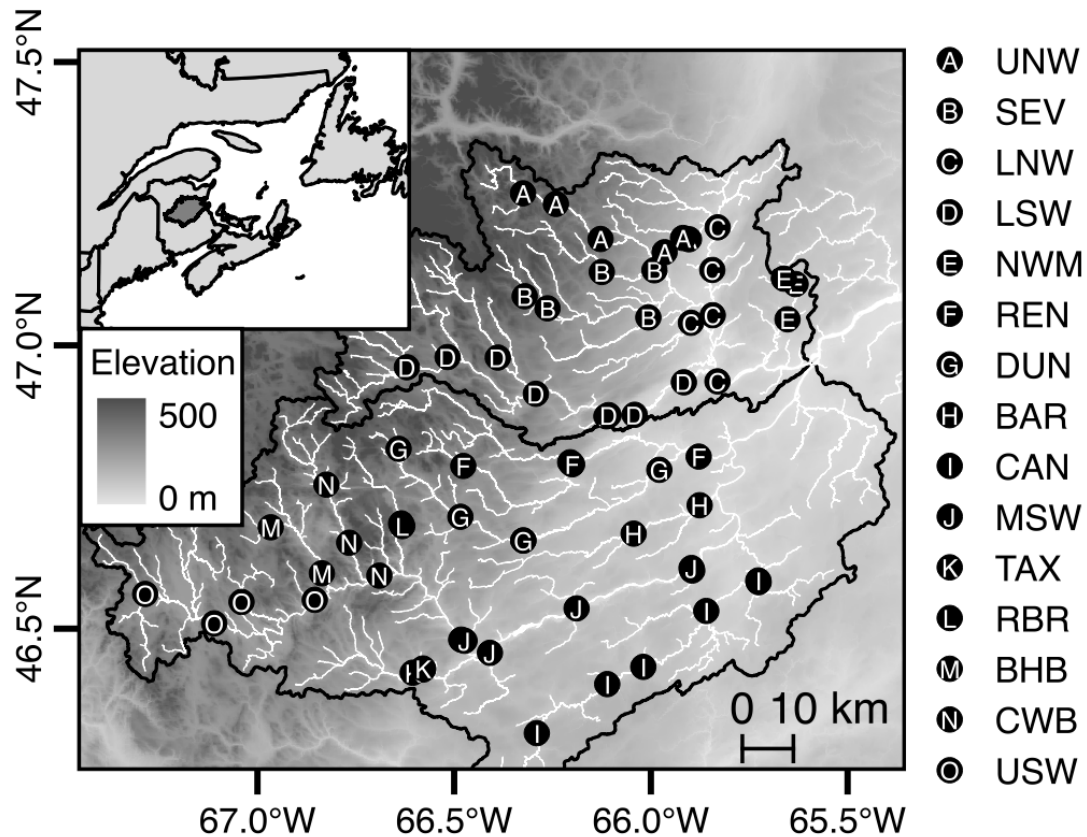 47.5°N
47.0°N
46.5°N
67.0°W
66.5°W
66.0°W
65.5°W
Elevation
500
0 m
0 10 km
A A
A A C
A
B B C
E E
B B B C C E
D D D
D D C
D D
G F F G F
N
L G H
M N G H
M N J I
O O O J I
O
J J
K K I I
I
A UNW
B SEV
C LNW
D LSW
E NWM
F REN
G DUN
H BAR
I CAN
J MSW
K TAX
L RBR
M BHB
N CWB
O USW